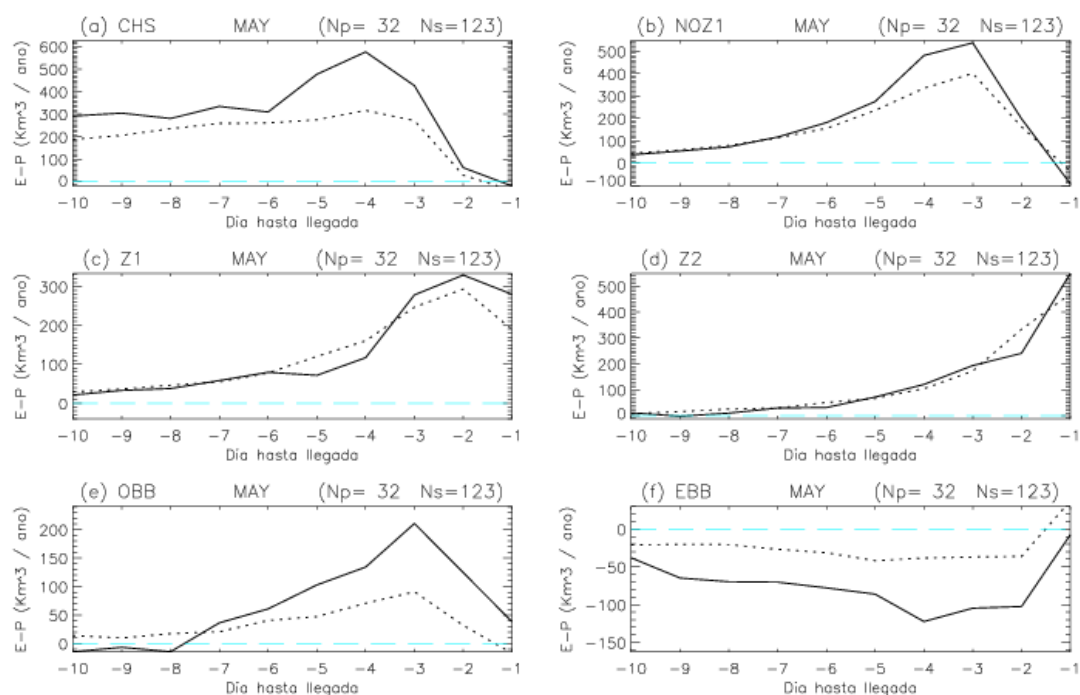 (a) CHS MAY (Np= 32 Ns=123)
E-P (Km^3 / ano)
600
500
400
300
200
100
0
-10 -9 -8 -7 -6 -5 -4 -3 -2 -1
Dia hasta llegada
(b) NOZ1 MAY (Np= 32 Ns=123)
E-P (Km^3 / ano)
500
400
300
200
100
0
-100
-10 -9 -8 -7 -6 -5 -4 -3 -2 -1
Dia hasta llegada
(c) Z1 MAY (Np= 32 Ns=123)
E-P (Km^3 / ano)
300
200
100
0
-10 -9 -8 -7 -6 -5 -4 -3 -2 -1
Dia hasta llegada
(d) Z2 MAY (Np= 32 Ns=123)
E-P (Km^3 / ano)
500
400
300
200
100
0
-10 -9 -8 -7 -6 -5 -4 -3 -2 -1
Dia hasta llegada
(e) OBB MAY (Np= 32 Ns=123)
E-P (Km^3 / ano)
200
150
100
50
0
-10 -9 -8 -7 -6 -5 -4 -3 -2 -1
Dia hasta llegada
(f) EBB MAY (Np= 32 Ns=123)
E-P (Km^3 / ano)
0
-50
-100
-150
-10 -9 -8 -7 -6 -5 -4 -3 -2 -1
Dia hasta llegada